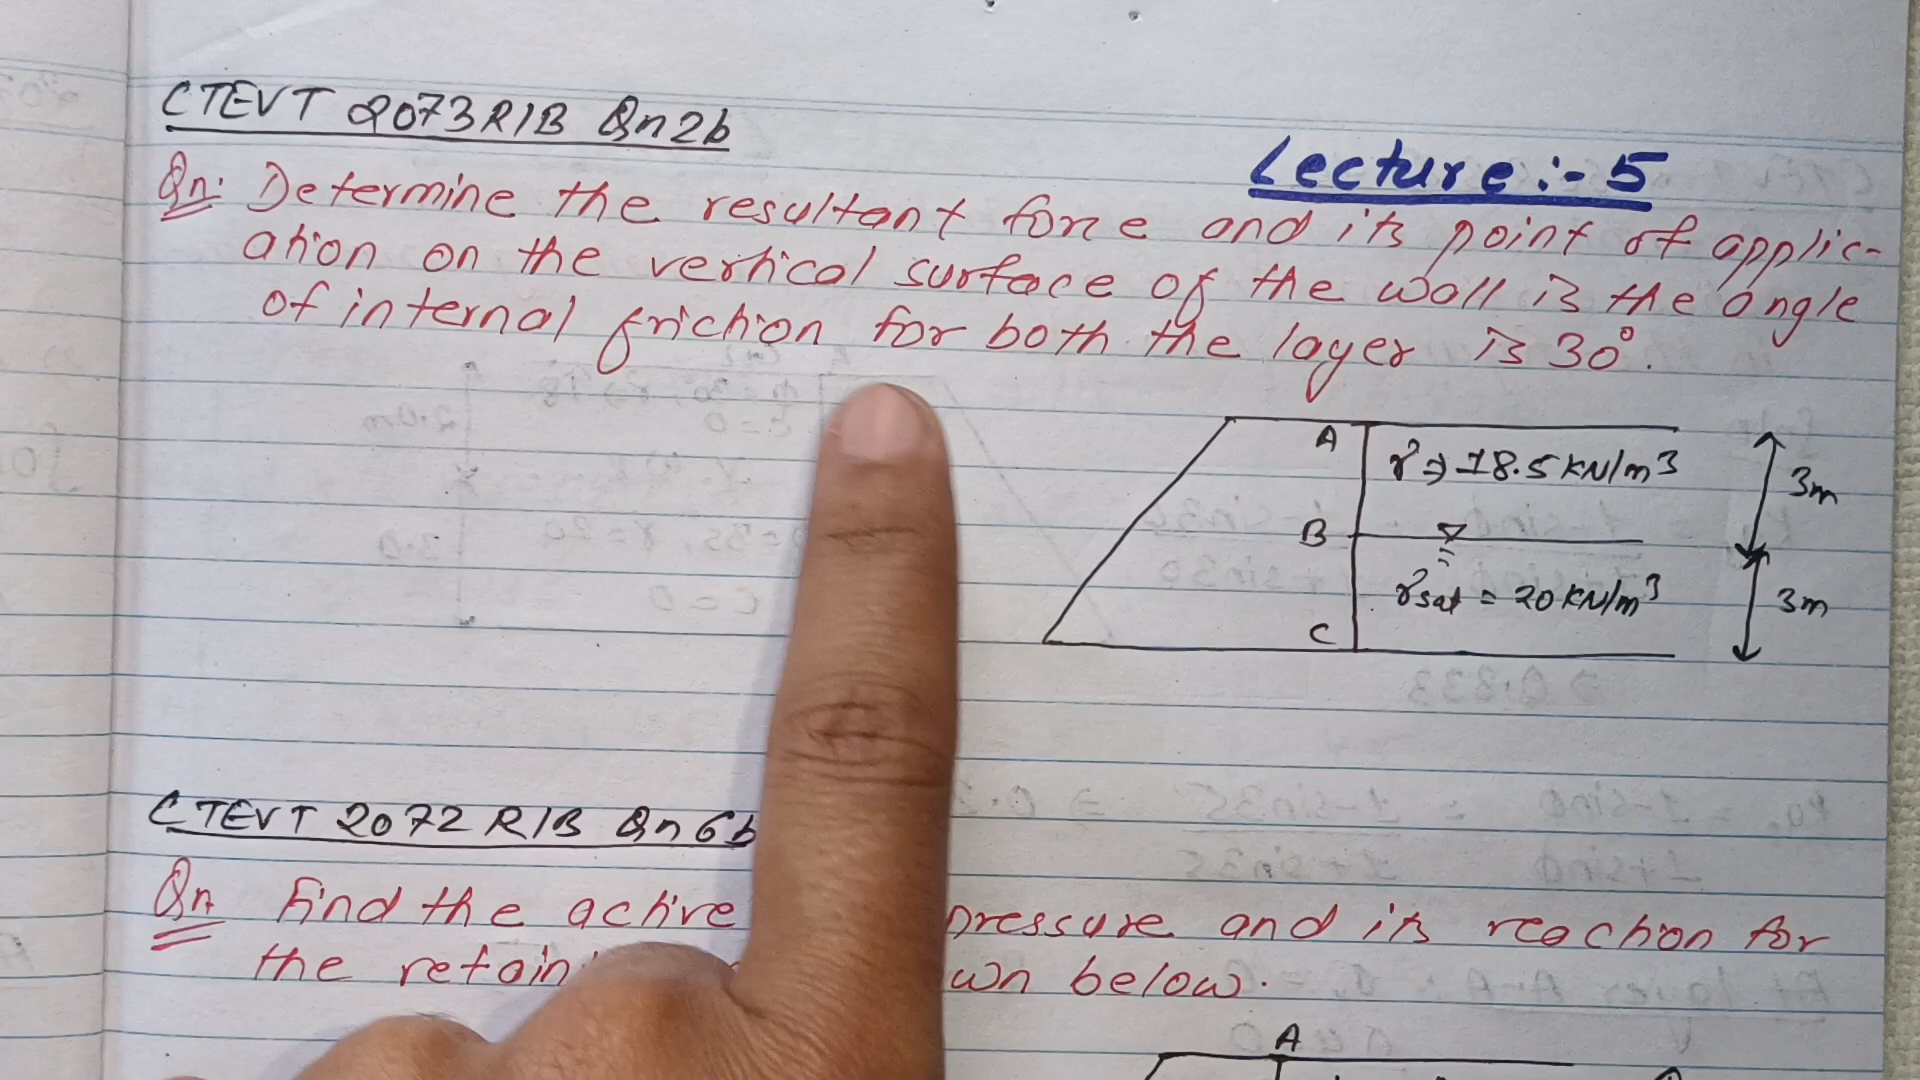 CTEVT 2073 R/B Qn 2b
Lecture:- 5
Qn: Determine the resultant force and its point of applic-
ation on the vertical surface of the wall is the angle
of internal friction for both the layer is 30°.
A
γ ⇒ 18.5 KN/m³
3m
B
γsat = 20 KN/m³
3m
C
CTEVT 2072 R/B Qn 6b
Qn Find the active pressure and its reaction for
the below.
A